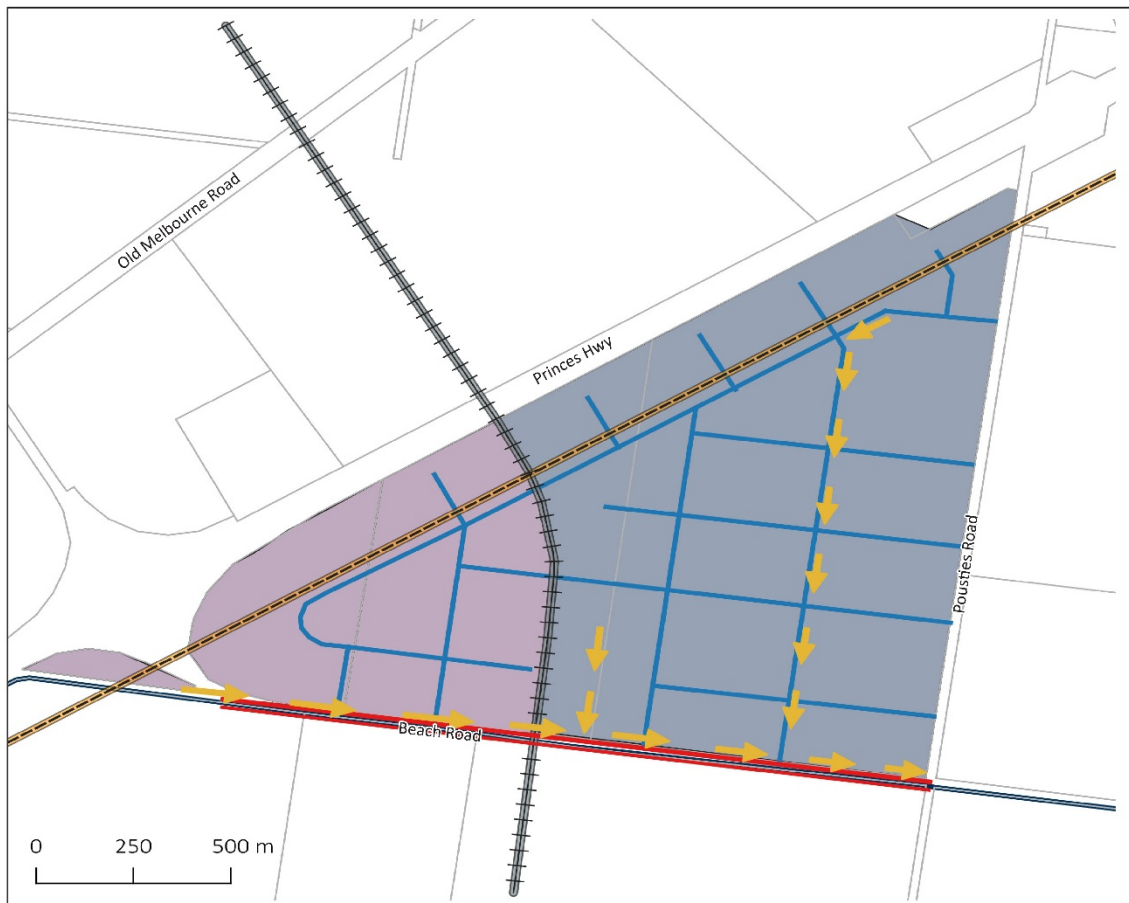 Old Melbourne Road
Princes Hwy
Pousties Road
Beach Road
0 250 500 m